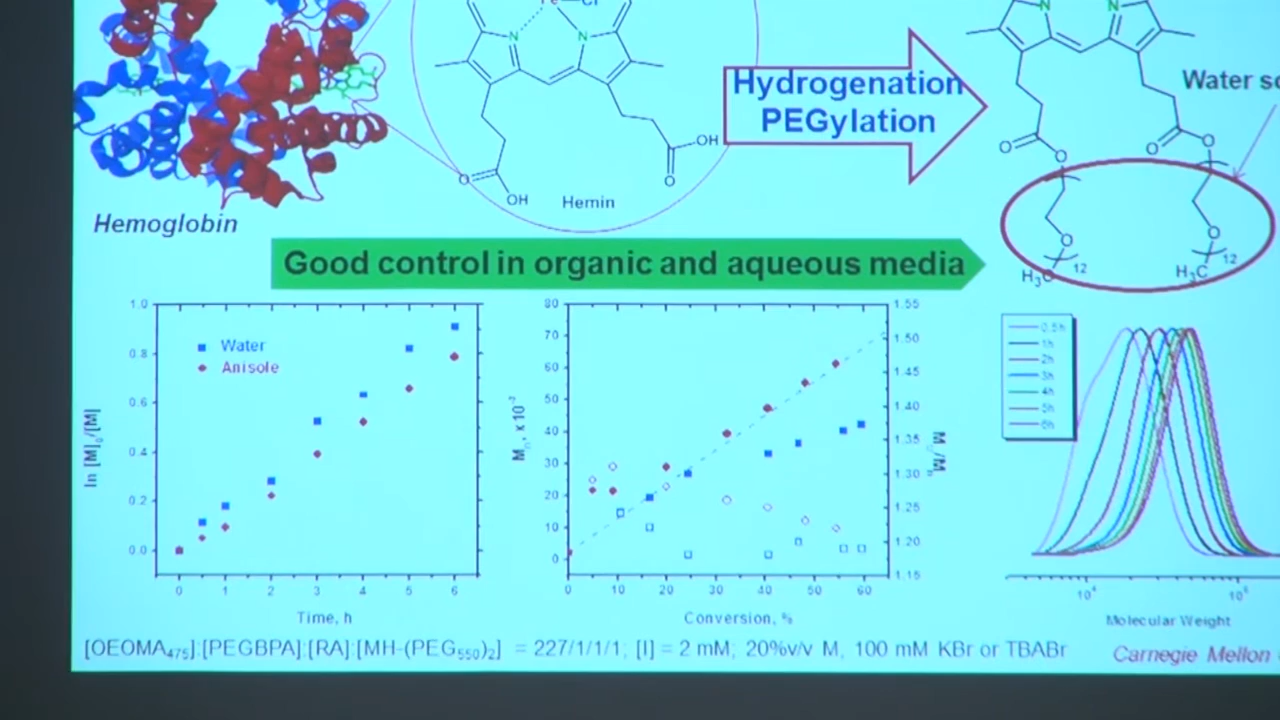 Fe—Cl
N N
N N
Hydrogenation
PEGylation
Water so
OH
O OH
O
O O
O O
Hemin
Hemoglobin
O O
H₃C 12
H₃C 12
Good control in organic and aqueous media
Water
Anisole
ln [M]₀/[M]
1.0
0.8
0.6
0.4
0.2
0.0
0 1 2 3 4 5 6
Time, h
Mₙ, x10⁻³
80
70
60
50
40
30
20
10
0
0 10 20 30 40 50 60
Conversion, %
1.55
1.50
1.45
1.40
1.35
1.30
1.25
1.20
1.15
0.5h
1h
2h
3h
4h
5h
6h
10⁴ 10⁵
Molecular Weight
[OEOMA₄₇₅]:[PEGBPA]:[RA]:[MH-(PEG₅₅₀)₂] = 227/1/1/1; [I] = 2 mM; 20%v/v M, 100 mM KBr or TBABr
Carnegie Mellon